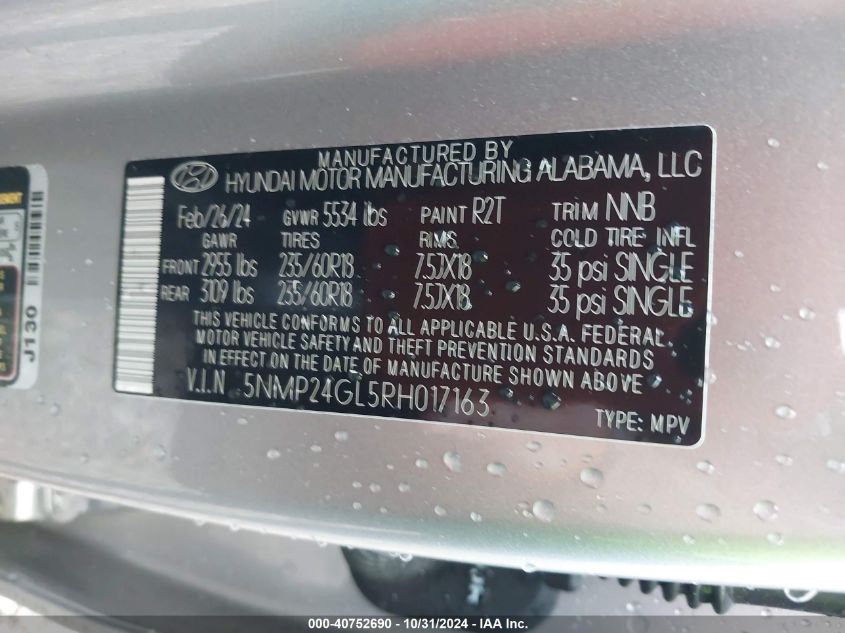 MANUFACTURED BY
HYUNDAI MOTOR MANUFACTURING ALABAMA, LLC
Feb/26/24 GVWR 5534 lbs PAINT R2T TRIM NNB
GAWR TIRES RIMS COLD TIRE INFL
FRONT 2955 lbs 235/60R18 7.5JX18 35 psi SINGLE
REAR 3109 lbs 235/60R18 7.5JX18 35 psi SINGLE
THIS VEHICLE CONFORMS TO ALL APPLICABLE U.S.A. FEDERAL
MOTOR VEHICLE SAFETY AND THEFT PREVENTION STANDARDS
IN EFFECT ON THE DATE OF MANUFACTURE SHOWN ABOVE
V.I.N 5NMP24GL5RH017163
TYPE: MPV
J130
000-40752690 - 10/31/2024 - IAA Inc.